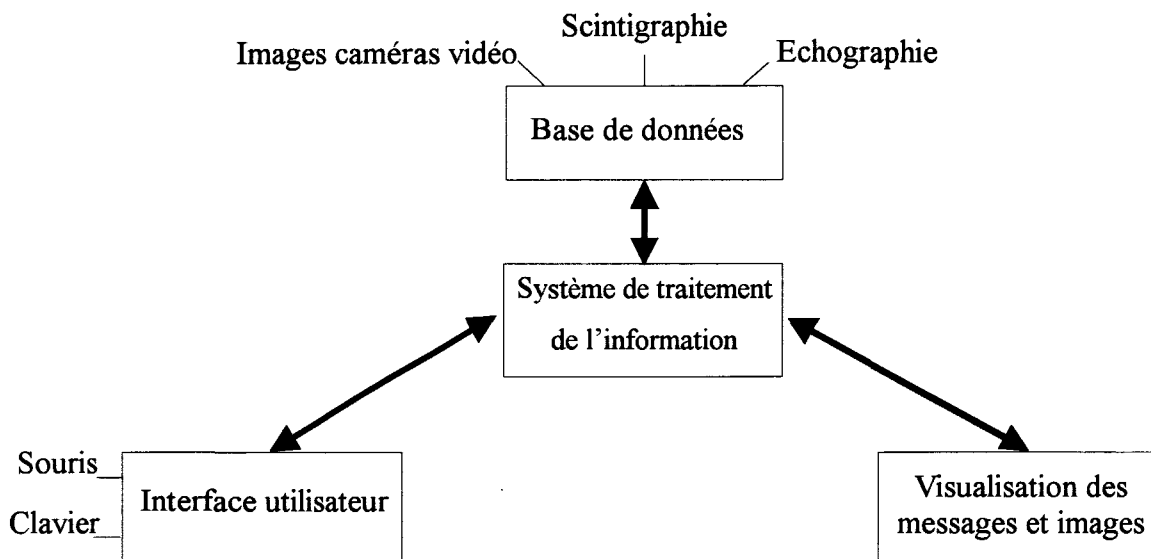 Scintigraphie
Images caméras vidéo
Echographie
Base de données
Système de traitement
de l'information
Souris
Clavier
Interface utilisateur
Visualisation des
messages et images